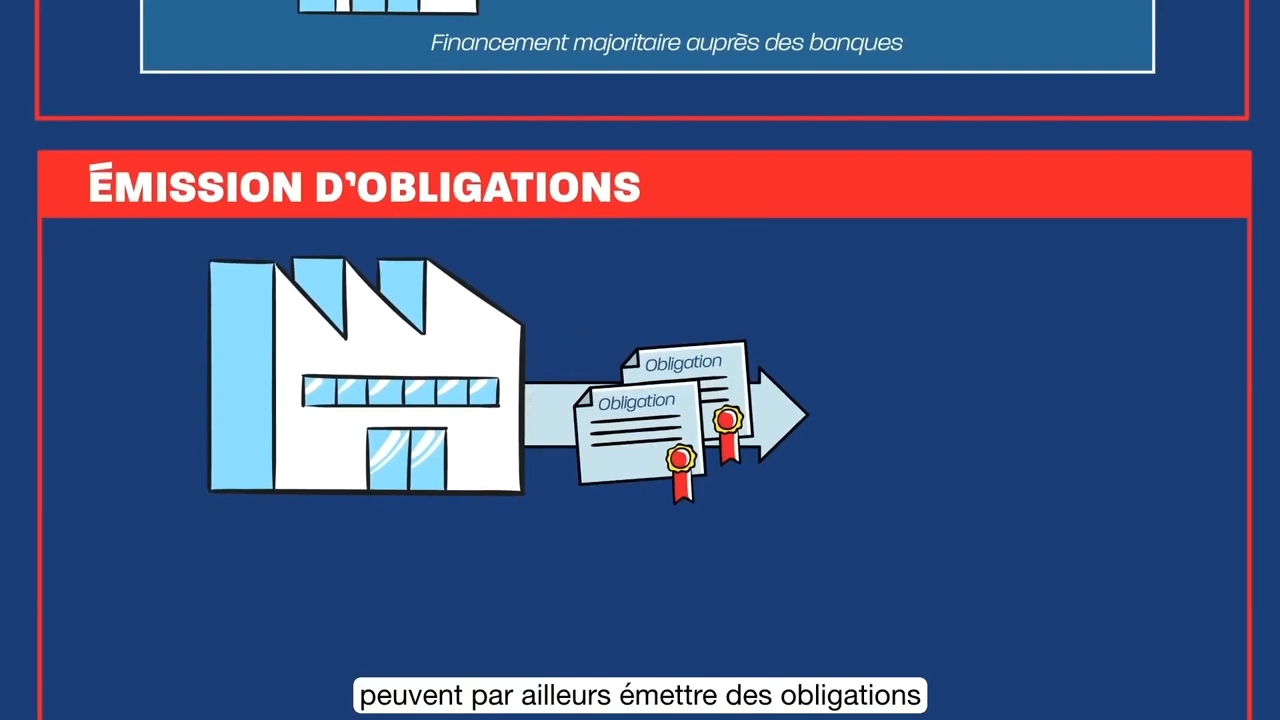 Financement majoritaire auprès des banques
ÉMISSION D'OBLIGATIONS
Obligation
Obligation
peuvent par ailleurs émettre des obligations